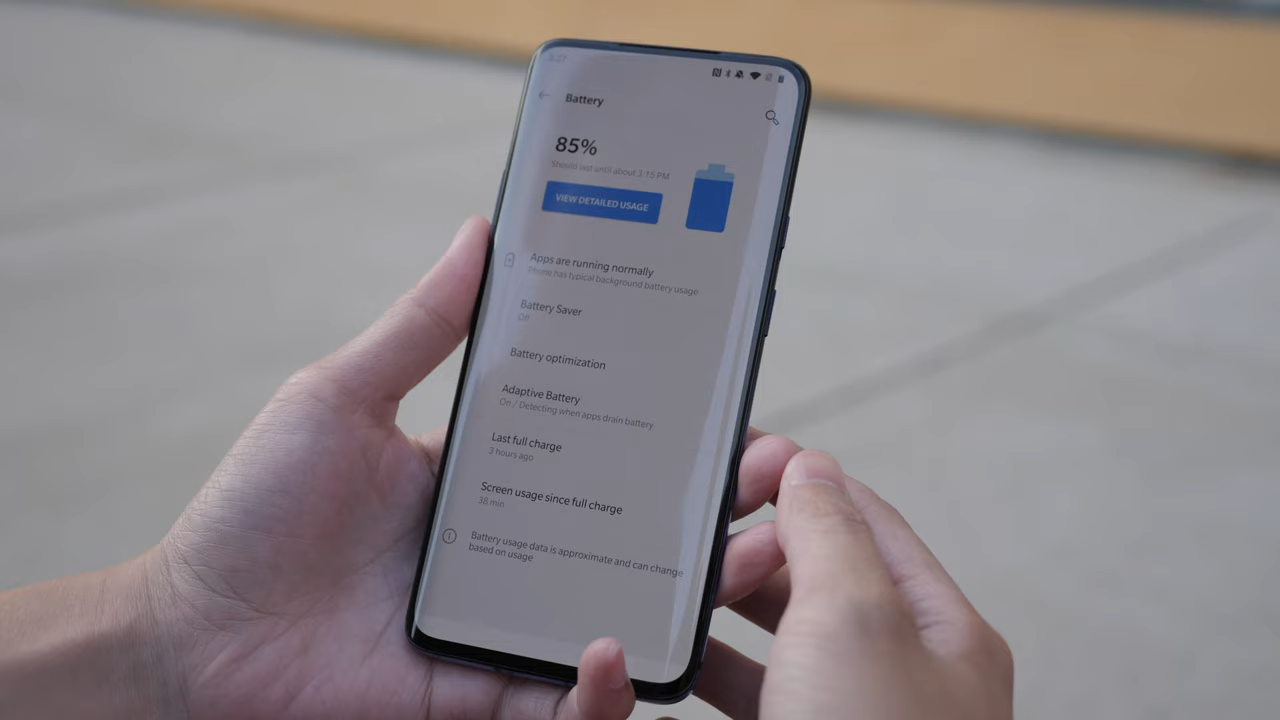 5:27
Battery
85%
Should last until about 3:15 PM
VIEW DETAILED USAGE
Apps are running normally
Phone has typical background battery usage
Battery Saver
Off
Battery optimization
Adaptive Battery
On / Detecting when apps drain battery
Last full charge
3 hours ago
Screen usage since full charge
38 min
Battery usage data is approximate and can change
based on usage